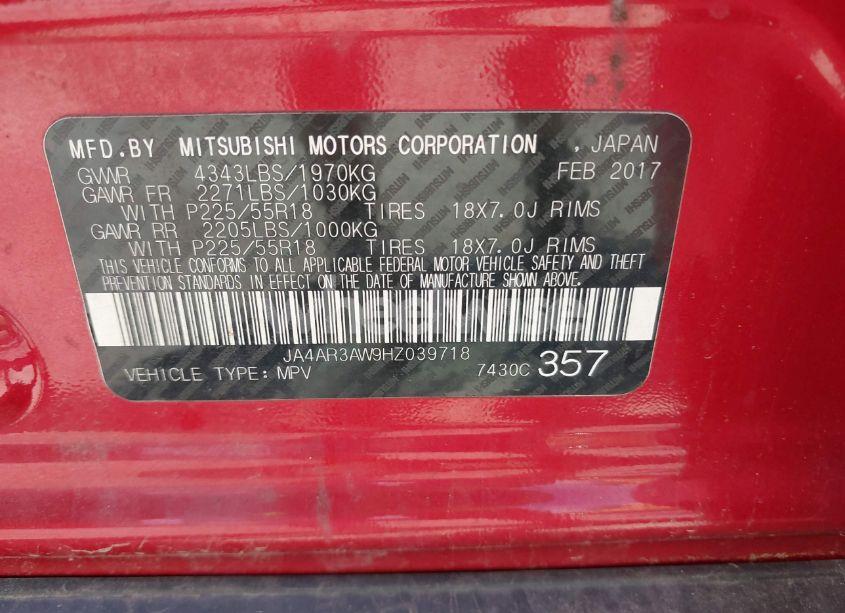 MFD.BY MITSUBISHI MOTORS CORPORATION , JAPAN
GVWR 4343LBS/1970KG FEB 2017
GAWR FR 2271LBS/1030KG
WITH P225/55R18 TIRES 18X7.0J RIMS
GAWR RR 2205LBS/1000KG
WITH P225/55R18 TIRES 18X7.0J RIMS
THIS VEHICLE CONFORMS TO ALL APPLICABLE FEDERAL MOTOR VEHICLE SAFETY AND THEFT
PREVENTION STANDARDS IN EFFECT ON THE DATE OF MANUFACTURE SHOWN ABOVE.
JA4AR3AW9HZ039718
VEHICLE TYPE: MPV 7430C 357